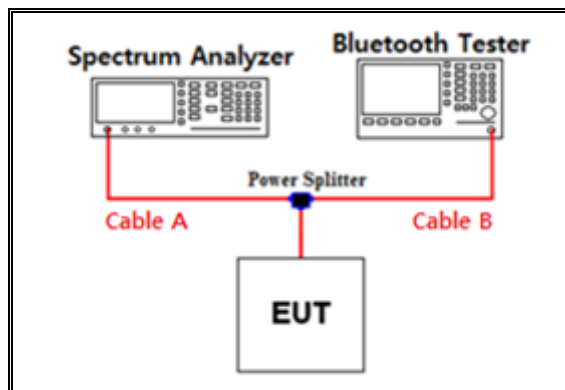 Spectrum Analyzer
Bluetooth Tester
Power Splitter
Cable A
Cable B
EUT